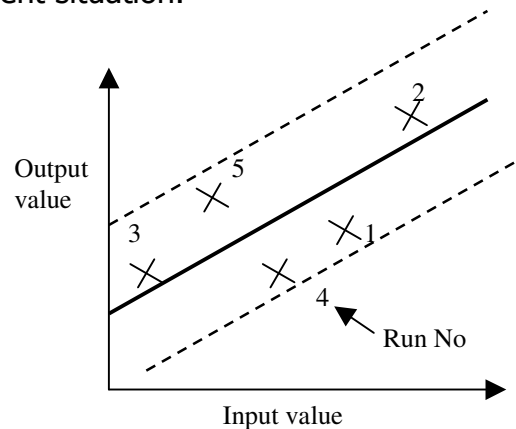 ent situation.
2
Output
value
5
3
1
4
Run No
Input value